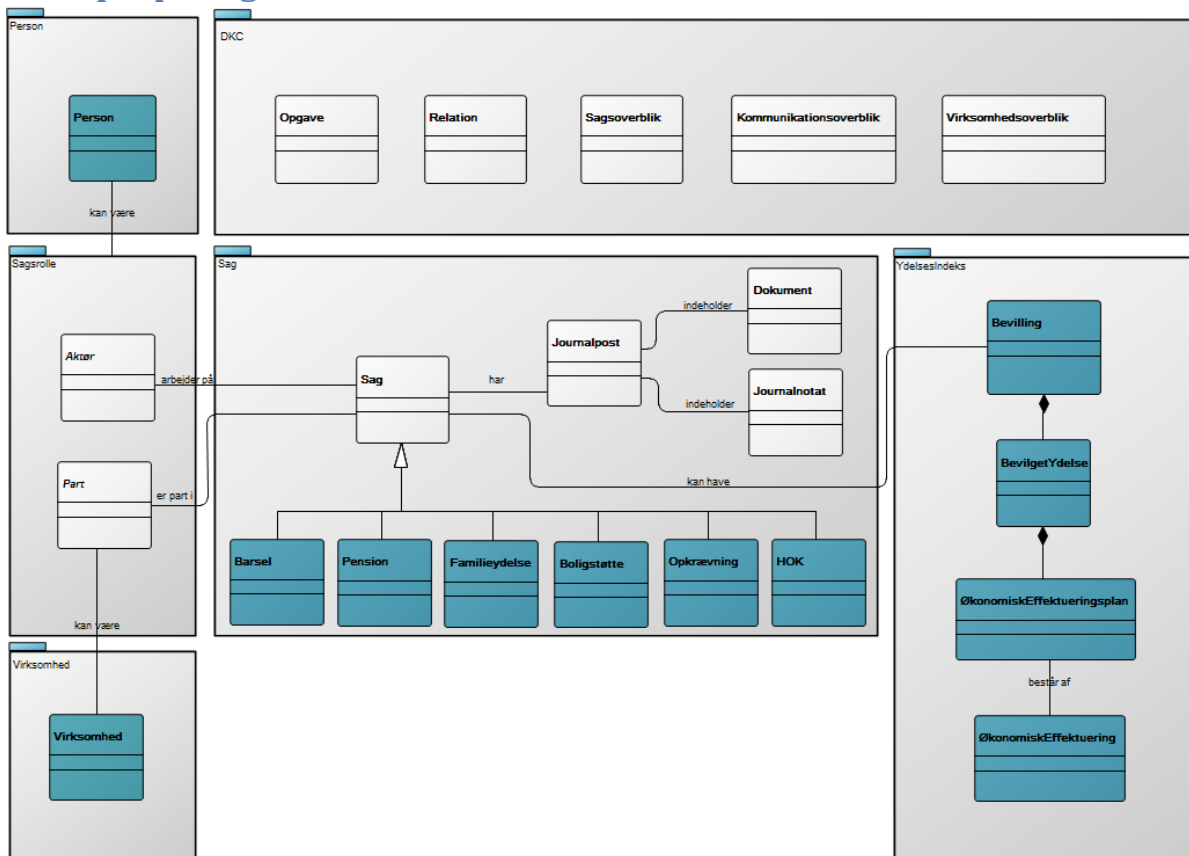 Person
DKC
Person
Opgave
Relation
Sagsoverblik
Kommunikationsoverblik
Virksomhedsoverblik
kan være
Sagsrolle
Sag
YdelsesIndeks
Aktør
arbejder på
Sag
har
Journalpost
indeholder
Dokument
indeholder
Journalnotat
Bevilling
Part
er part i
kan have
BevilgetYdelse
Barsel
Pension
Familieydelse
Boligstøtte
Opkrævning
HOK
ØkonomiskEffektueringsplan
kan være
består af
Virksomhed
Virksomhed
ØkonomiskEffektuering